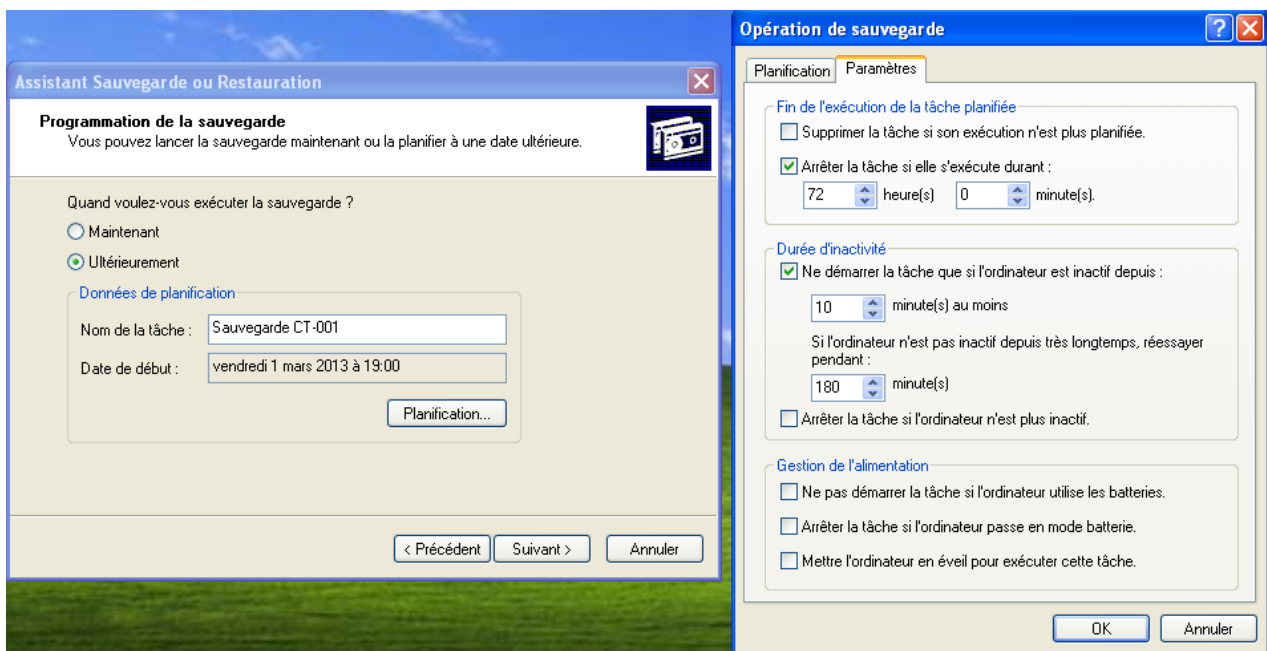 Assistant Sauvegarde ou Restauration
Programmation de la sauvegarde
Vous pouvez lancer la sauvegarde maintenant ou la planifier à une date ultérieure.
Quand voulez-vous exécuter la sauvegarde ?
Maintenant
Ultérieurement
Données de planification
Nom de la tâche : Sauvegarde CT-001
Date de début : vendredi 1 mars 2013 à 19:00
Planification...
< Précédent Suivant > Annuler
Opération de sauvegarde
Planification Paramètres
Fin de l'exécution de la tâche planifiée
Supprimer la tâche si son exécution n'est plus planifiée.
Arrêter la tâche si elle s'exécute durant :
72 heure(s) 0 minute(s).
Durée d'inactivité
Ne démarrer la tâche que si l'ordinateur est inactif depuis :
10 minute(s) au moins
Si l'ordinateur n'est pas inactif depuis très longtemps, réessayer
pendant :
180 minute(s)
Arrêter la tâche si l'ordinateur n'est plus inactif.
Gestion de l'alimentation
Ne pas démarrer la tâche si l'ordinateur utilise les batteries.
Arrêter la tâche si l'ordinateur passe en mode batterie.
Mettre l'ordinateur en éveil pour exécuter cette tâche.
OK Annuler